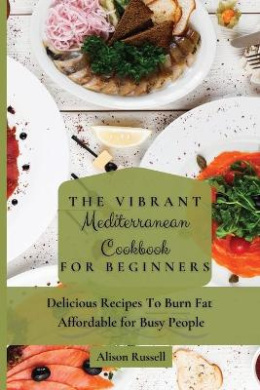 THE VIBRANT
Mediterranean
Cookbook
FOR BEGINNERS
Delicious Recipes To Burn Fat
Affordable for Busy People
Alison Russell